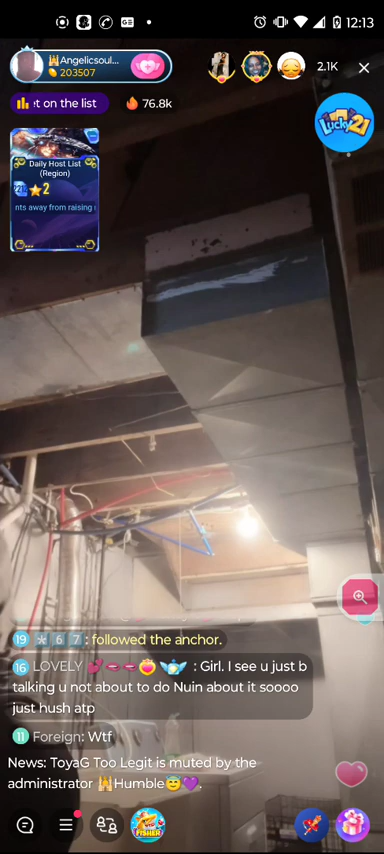 12:13
Angelicsoul...
203507
2.1K
et on the list
76.8k
Lucky21
Daily Host List
(Region)
2
nts away from raising
19 * 6 7 : followed the anchor.
16 LOVELY 💕👄👄 : Girl. I see u just b
talking u not about to do Nuin about it soooo
just hush atp
11 Foreign: Wtf
News: ToyaG Too Legit is muted by the
administrator Humble😇💜.
FISHER